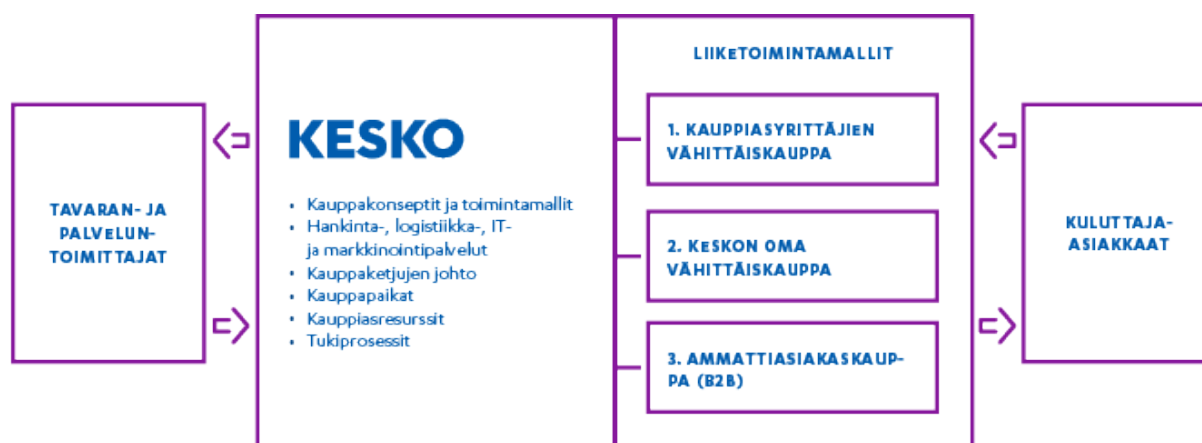 TAVARAN- JA
PALVELUN-
TOIMITTAJAT
KESKO
• Kauppakonseptit ja toimintamallit
• Hankinta-, logistiikka-, IT-
ja markkinointipalvelut
• Kauppaketjujen johto
• Kauppapaikat
• Kauppiasresurssit
• Tukiprosessit
LIIKETOIMINTAMALLIT
1. KAUPPIASYRITTÄJIEN
VÄHITTÄISKAUPPA
2. KESKON OMA
VÄHITTÄISKAUPPA
3. AMMATTIASIAKASKAUP-
PA (B2B)
KULUTTAJA-
ASIAKKAAT